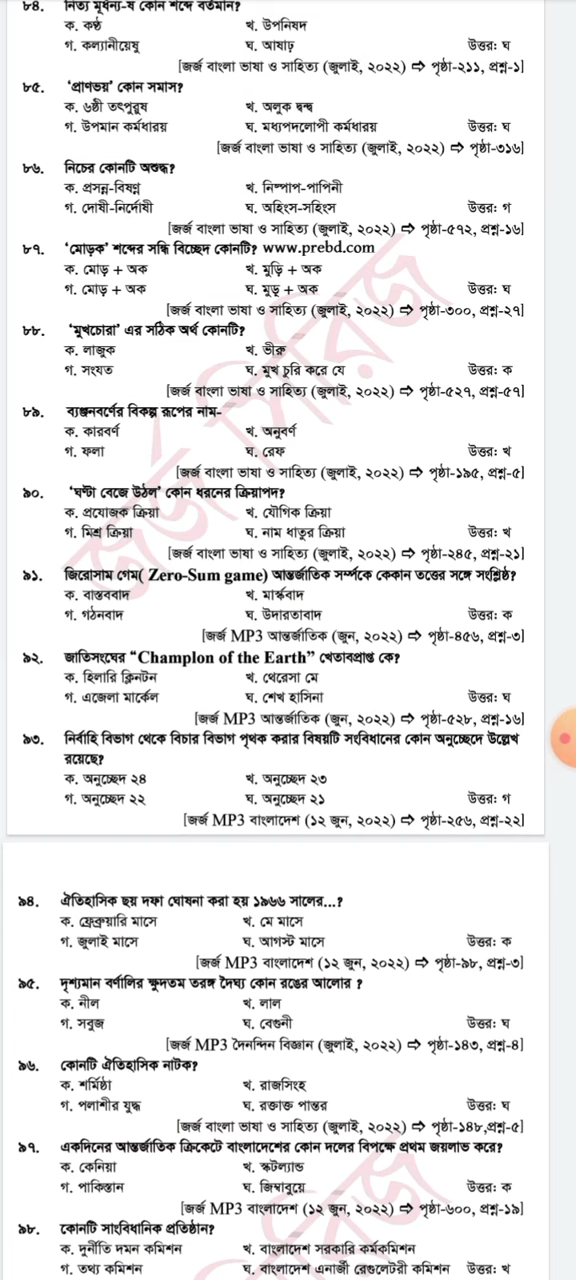 ৮৪. নিত্য মূর্ধন্য-ষ কোন শব্দে বর্তমান?
ক. কষ্ঠ খ. উপনিষদ
গ. কল্যানীয়েষু ঘ. আষাঢ় উত্তর: ঘ
[জর্জ বাংলা ভাষা ও সাহিত্য (জুলাই, ২০২২) ⇨ পৃষ্ঠা-২১১, প্রশ্ন-১]
৮৫. ‘প্রাণভয়’ কোন সমাস?
ক. ৬ষ্ঠী তৎপুরুষ খ. অলুক দ্বন্দ্ব
গ. উপমান কর্মধারয় ঘ. মধ্যপদলোপী কর্মধারয় উত্তর: ঘ
[জর্জ বাংলা ভাষা ও সাহিত্য (জুলাই, ২০২২) ⇨ পৃষ্ঠা-৩১৬]
৮৬. নিচের কোনটি অশুদ্ধ?
ক. প্রসন্ন-বিষণ্ণ খ. নিষ্পাপ-পাপিনী
গ. দোষী-নির্দোষী ঘ. অহিংস-সহিংস উত্তর: গ
[জর্জ বাংলা ভাষা ও সাহিত্য (জুলাই, ২০২২) ⇨ পৃষ্ঠা-৫৭২, প্রশ্ন-১৬]
৮৭. ‘মোড়ক’ শব্দের সন্ধি বিচ্ছেদ কোনটি? www.prebd.com
ক. মোড় + অক খ. মুড়ি + অক
গ. মোড় + অক ঘ. মুড়্ + অক উত্তর: ঘ
[জর্জ বাংলা ভাষা ও সাহিত্য (জুলাই, ২০২২) ⇨ পৃষ্ঠা-৩০০, প্রশ্ন-২৭]
৮৮. ‘মুখচোরা’ এর সঠিক অর্থ কোনটি?
ক. লাজুক খ. ভীরু
গ. সংযত ঘ. মুখ চুরি করে যে উত্তর: ক
[জর্জ বাংলা ভাষা ও সাহিত্য (জুলাই, ২০২২) ⇨ পৃষ্ঠা-৫২৭, প্রশ্ন-৫৭]
৮৯. ব্যঞ্জনবর্ণের বিকল্প রূপের নাম-
ক. কারবর্ণ খ. অনুবর্ণ
গ. ফলা ঘ. রেফ উত্তর: খ
[জর্জ বাংলা ভাষা ও সাহিত্য (জুলাই, ২০২২) ⇨ পৃষ্ঠা-১৯৫, প্রশ্ন-৫]
৯০. ‘ঘণ্টা বেজে উঠল’ কোন ধরনের ক্রিয়াপদ?
ক. প্রযোজক ক্রিয়া খ. যৌগিক ক্রিয়া
গ. মিশ্র ক্রিয়া ঘ. নাম ধাতুর ক্রিয়া উত্তর: খ
[জর্জ বাংলা ভাষা ও সাহিত্য (জুলাই, ২০২২) ⇨ পৃষ্ঠা-২৪৫, প্রশ্ন-২১]
৯১. জিরোসাম গেম( Zero-Sum game) আন্তর্জাতিক সর্ম্পকে কেকান তত্তের সঙ্গে সংশ্লিষ্ঠ?
ক. বাস্তববাদ খ. মার্ক্সবাদ
গ. গঠনবাদ ঘ. উদারতাবাদ উত্তর: ক
[জর্জ MP3 আন্তর্জাতিক (জুন, ২০২২) ⇨ পৃষ্ঠা-৪৫৬, প্রশ্ন-৩]
৯২. জাতিসংঘের “Champlon of the Earth” খেতাবপ্রাপ্ত কে?
ক. হিলারি ক্লিনটন খ. থেরেসা মে
গ. এজেলা মার্কেল ঘ. শেখ হাসিনা উত্তর: ঘ
[জর্জ MP3 আন্তর্জাতিক (জুন, ২০২২) ⇨ পৃষ্ঠা-৫২৮, প্রশ্ন-১৬]
৯৩. নির্বাহি বিভাগ থেকে বিচার বিভাগ পৃথক করার বিষয়টি সংবিধানের কোন অনুচ্ছেদে উল্লেখ
রয়েছে?
ক. অনুচ্ছেদ ২৪ খ. অনুচ্ছেদ ২৩
গ. অনুচ্ছেদ ২২ ঘ. অনুচ্ছেদ ২১ উত্তর: গ
[জর্জ MP3 বাংলাদেশ (১২ জুন, ২০২২) ⇨ পৃষ্ঠা-২৫৬, প্রশ্ন-২২]
৯৪. ঐতিহাসিক ছয় দফা ঘোষনা করা হয় ১৯৬৬ সালের...?
ক. ফ্রেব্রুয়ারি মাসে খ. মে মাসে
গ. জুলাই মাসে ঘ. আগস্ট মাসে উত্তর: ক
[জর্জ MP3 বাংলাদেশ (১২ জুন, ২০২২) ⇨ পৃষ্ঠা-৯৮, প্রশ্ন-৩]
৯৫. দৃশ্যমান বর্ণালির ক্ষুদতম তরঙ্গ দৈঘ্য কোন রঙের আলোর ?
ক. নীল খ. লাল
গ. সবুজ ঘ. বেগুনী উত্তর: ঘ
[জর্জ MP3 দৈনন্দিন বিজ্ঞান (জুলাই, ২০২২) ⇨ পৃষ্ঠা-১৪৩, প্রশ্ন-৪]
৯৬. কোনটি ঐতিহাসিক নাটক?
ক. শর্মিষ্ঠা খ. রাজসিংহ
গ. পলাশীর যুদ্ধ ঘ. রক্তাক্ত পান্তর উত্তর: ঘ
[জর্জ বাংলা ভাষা ও সাহিত্য (জুলাই, ২০২২) ⇨ পৃষ্ঠা-১৪৮,প্রশ্ন-৫]
৯৭. একদিনের আন্তর্জাতিক ক্রিকেটে বাংলাদেশের কোন দলের বিপক্ষে প্রথম জয়লাভ করে?
ক. কেনিয়া খ. স্কটল্যান্ড
গ. পাকিস্তান ঘ. জিম্বাবুয়ে উত্তর: ক
[জর্জ MP3 বাংলাদেশ (১২ জুন, ২০২২) ⇨ পৃষ্ঠা-৬০০, প্রশ্ন-১৯]
৯৮. কোনটি সাংবিধানিক প্রতিষ্ঠান?
ক. দুর্নীতি দমন কমিশন খ. বাংলাদেশ সরকারি কর্মকমিশন
গ. তথ্য কমিশন ঘ. বাংলাদেশ এনার্জী রেগুলেটরী কমিশন উত্তর: খ
জর্জ সিরিজ